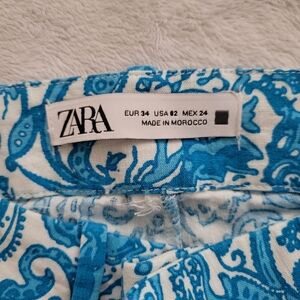 ZARA
EUR 34 USA 02 MEX 24
MADE IN MOROCCO